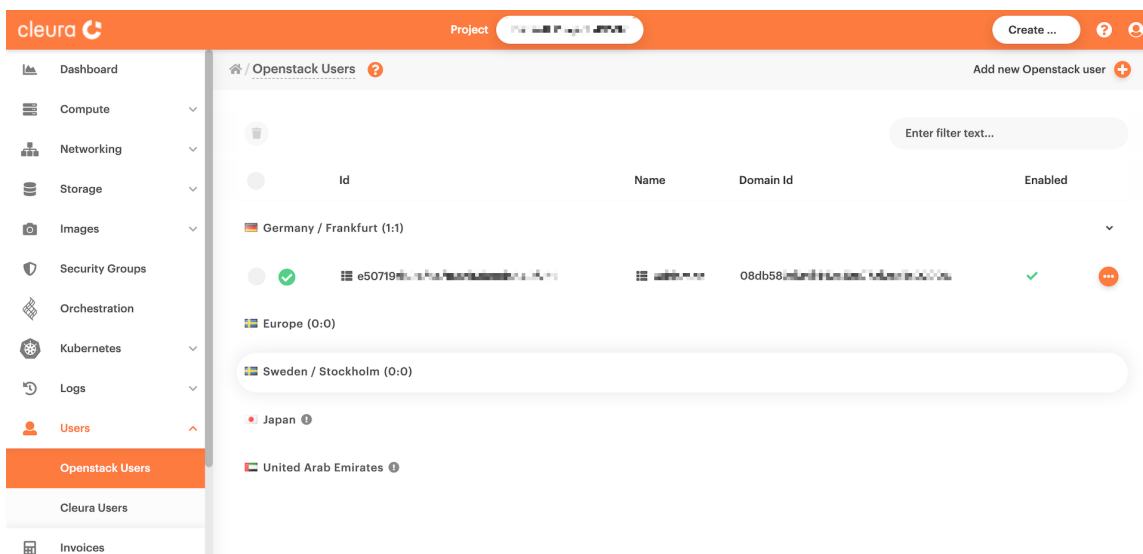 cleura
Project
Create ...
Dashboard
Compute
Networking
Storage
Images
Security Groups
Orchestration
Kubernetes
Logs
Users
Openstack Users
Cleura Users
Invoices
/ Openstack Users
Add new Openstack user
Enter filter text...
Id Name Domain Id Enabled
Germany / Frankfurt (1:1)
e50719 08db58
Europe (0:0)
Sweden / Stockholm (0:0)
Japan
United Arab Emirates